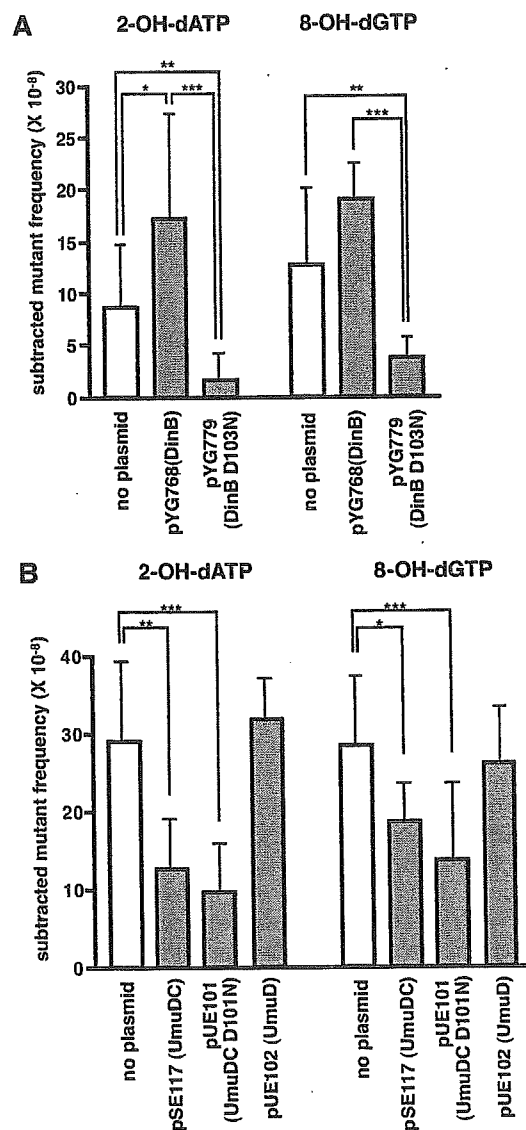 A
2-OH-dATP
8-OH-dGTP
subtracted mutant frequency (X 10-8)
30
25
20
15
10
5
0
**
*
***
**
***
no plasmid
pYG768(DinB)
pYG779
(DinB D103N)
no plasmid
pYG768(DinB)
pYG779
(DinB D103N)
B
2-OH-dATP
8-OH-dGTP
subtracted mutant frequency (X 10-8)
40
30
20
10
0
***
**
***
*
no plasmid
pSE117 (UmuDC)
pUE101
(UmuDC D101N)
pUE102 (UmuD)
no plasmid
pSE117 (UmuDC)
pUE101
(UmuDC D101N)
pUE102 (UmuD)